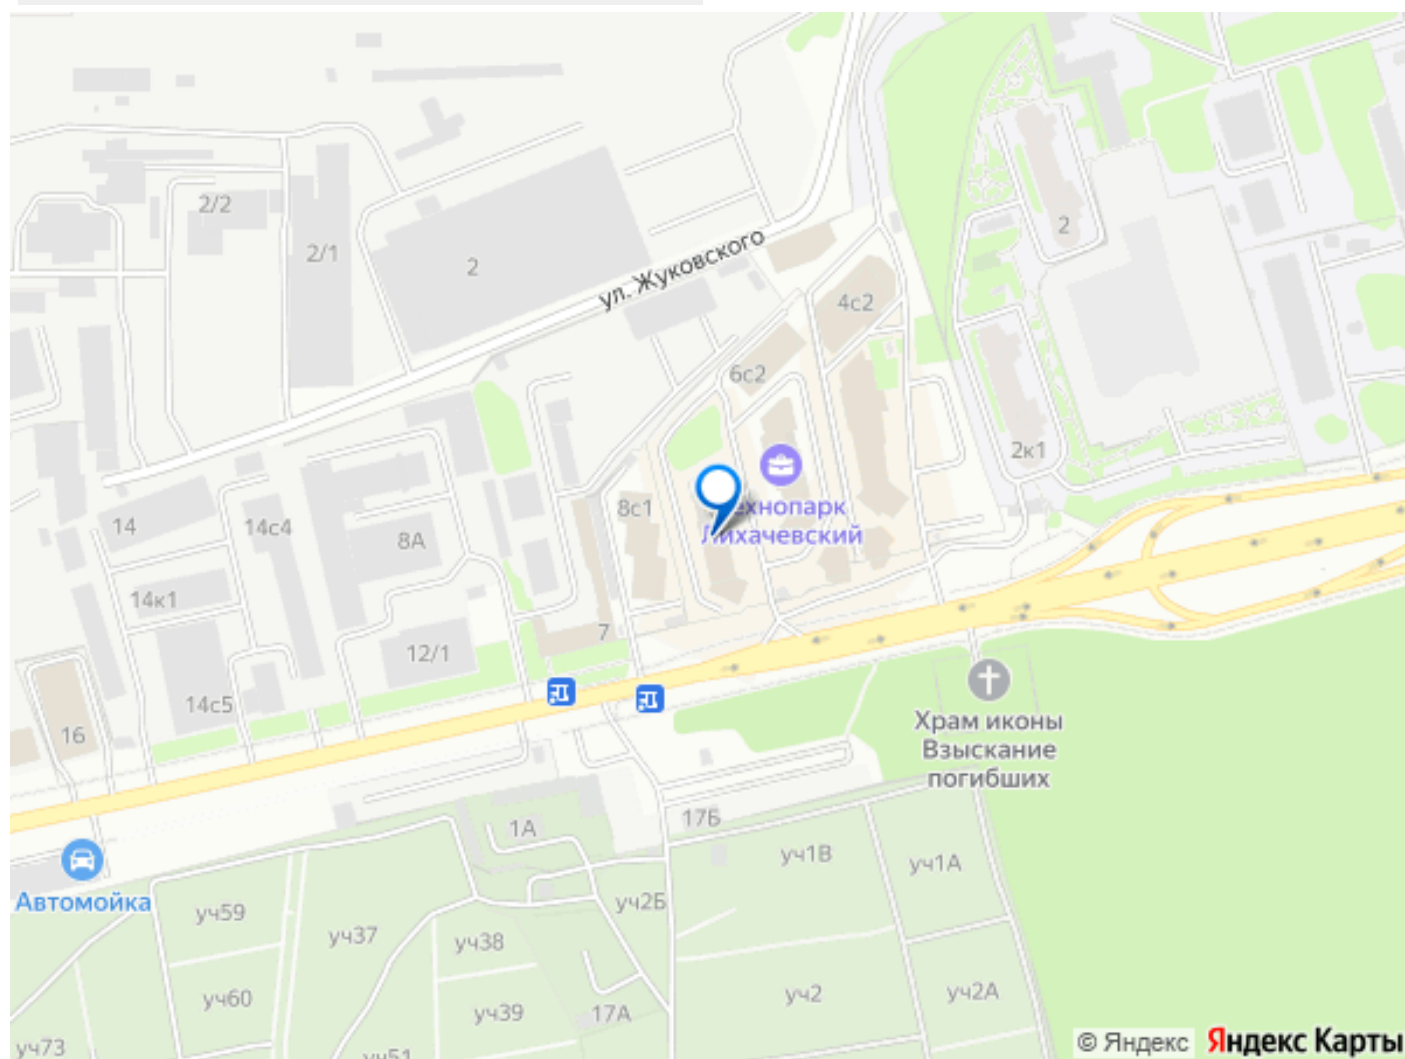 2/2
2/1
2
ул. Жуковского
2
4с2
6с2
2к1
Технопарк
Лихачевский
8с1
14
14с4
8А
14к1
7
12/1
14с5
16
Храм иконы
Взыскание
погибших
17Б
1А
уч1В
уч1А
Автомойка
уч59
уч2Б
уч37
уч38
уч60
уч2
уч2А
уч39
17А
уч73
уч51
© Яндекс Яндекс Карты